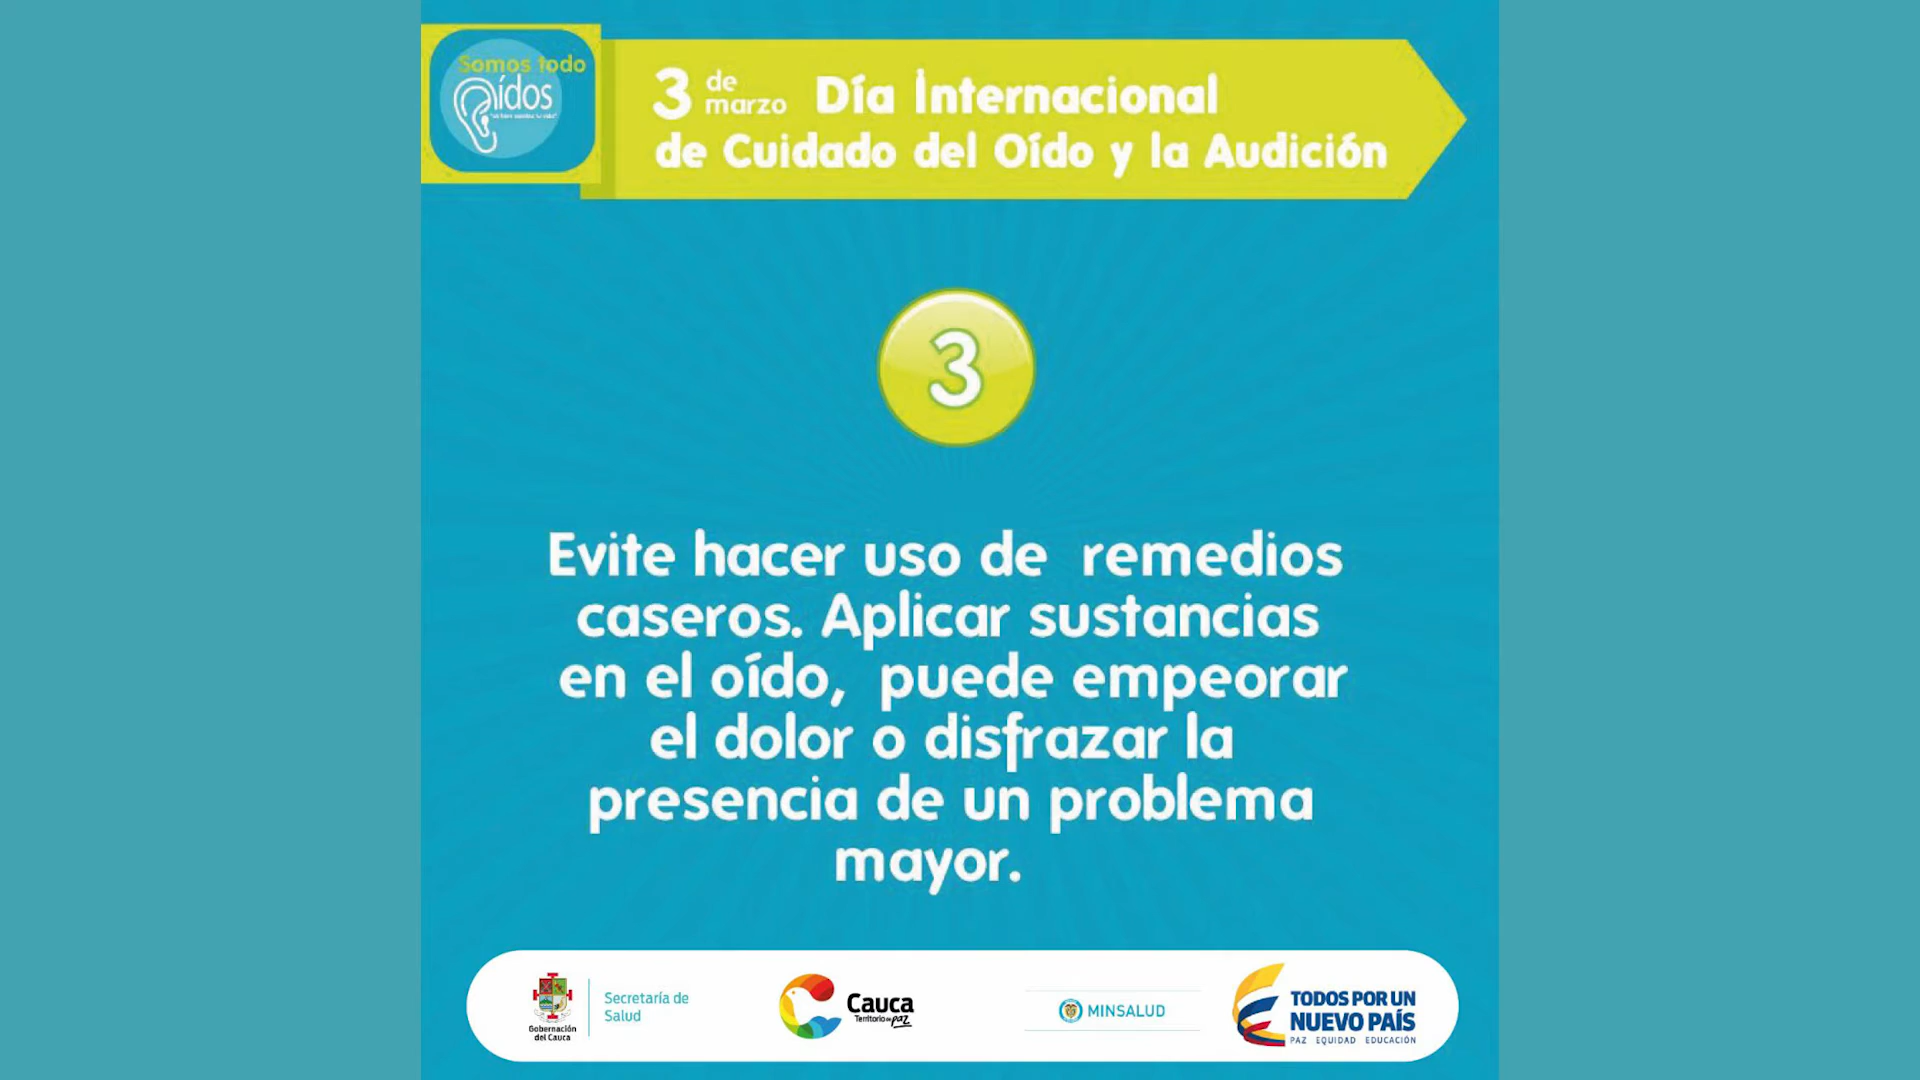 Somos todo
oídos
3 de marzo Día Internacional
de Cuidado del Oído y la Audición
3
Evite hacer uso de remedios
caseros. Aplicar sustancias
en el oído, puede empeorar
el dolor o disfrazar la
presencia de un problema
mayor.
Gobernación
del Cauca
Secretaría de
Salud
Cauca
Territorio de paz
MINSALUD
TODOS POR UN
NUEVO PAÍS
PAZ EQUIDAD EDUCACIÓN